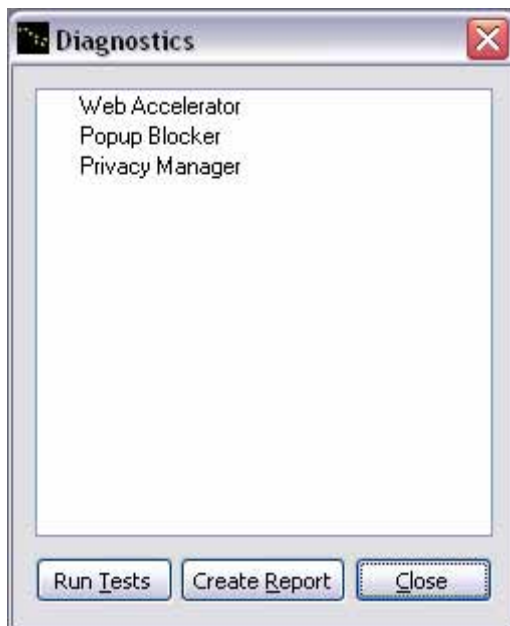 Diagnostics
Web Accelerator
Popup Blocker
Privacy Manager
Run Tests Create Report Close